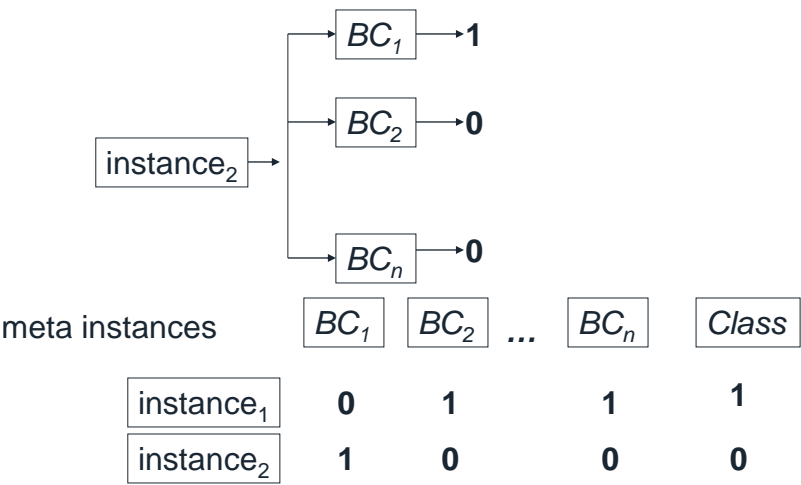 BC₁ 1
BC₂ 0
instance₂
BCₙ 0
meta instances BC₁ BC₂ ... BCₙ Class
instance₁ 0 1 1 1
instance₂ 1 0 0 0